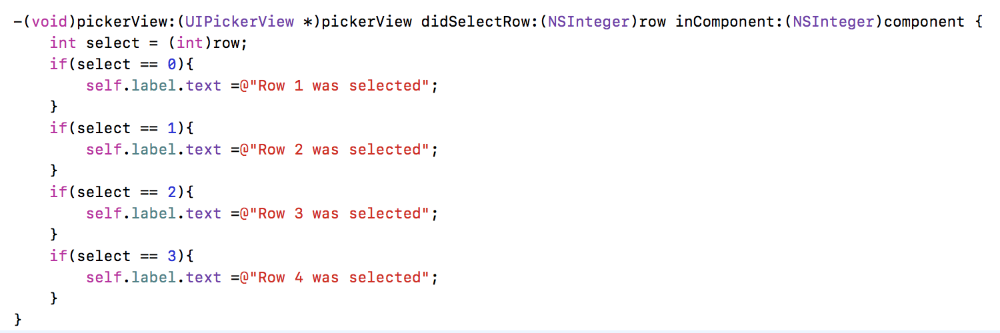 -(void)pickerView:(UIPickerView *)pickerView didSelectRow:(NSInteger)row inComponent:(NSInteger)component {
    int select = (int)row;
    if(select == 0){
        self.label.text =@"Row 1 was selected";
    }
    if(select == 1){
        self.label.text =@"Row 2 was selected";
    }
    if(select == 2){
        self.label.text =@"Row 3 was selected";
    }
    if(select == 3){
        self.label.text =@"Row 4 was selected";
    }
}